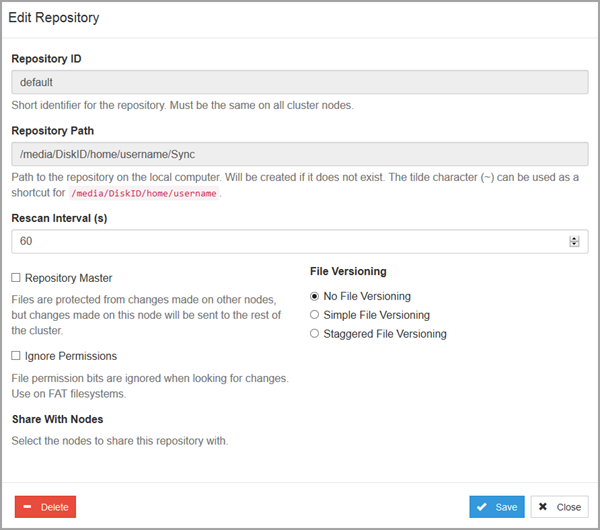 Edit Repository
Repository ID
default
Short identifier for the repository. Must be the same on all cluster nodes.
Repository Path
/media/DiskID/home/username/Sync
Path to the repository on the local computer. Will be created if it does not exist. The tilde character (~) can be used as a
shortcut for /media/DiskID/home/username.
Rescan Interval (s)
60
Repository Master
Files are protected from changes made on other nodes,
but changes made on this node will be sent to the rest of
the cluster.
Ignore Permissions
File permission bits are ignored when looking for changes.
Use on FAT filesystems.
Share With Nodes
Select the nodes to share this repository with.
File Versioning
No File Versioning
Simple File Versioning
Staggered File Versioning
Delete
Save
Close